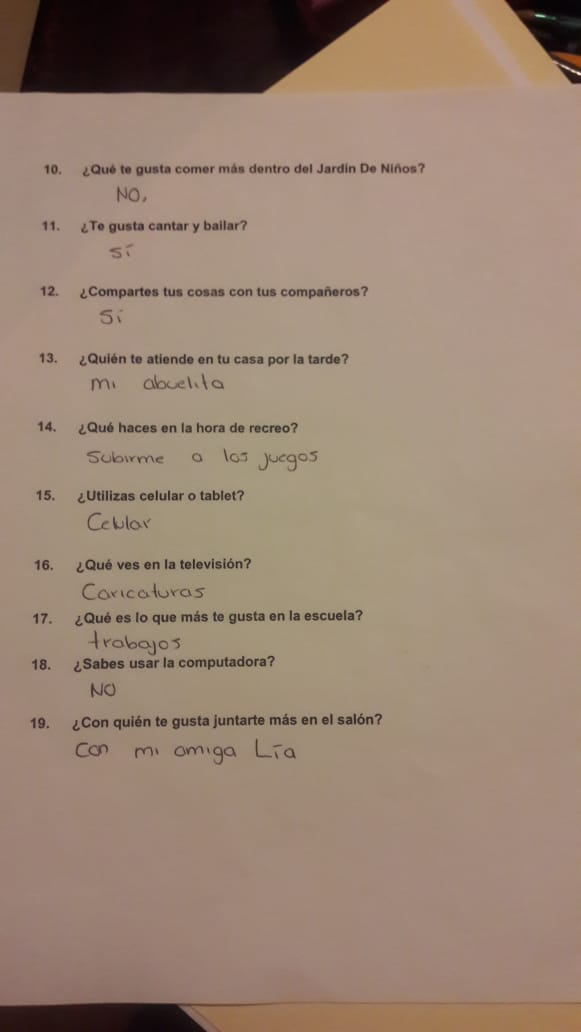 10. ¿Qué te gusta comer más dentro del Jardín De Niños?
NO,
11. ¿Te gusta cantar y bailar?
Sí
12. ¿Compartes tus cosas con tus compañeros?
Sí
13. ¿Quién te atiende en tu casa por la tarde?
mi abuelita
14. ¿Qué haces en la hora de recreo?
Subirme a los juegos
15. ¿Utilizas celular o tablet?
Celular
16. ¿Qué ves en la televisión?
Caricaturas
17. ¿Qué es lo que más te gusta en la escuela?
trabajos
18. ¿Sabes usar la computadora?
NO
19. ¿Con quién te gusta juntarte más en el salón?
Con mi amiga Lía